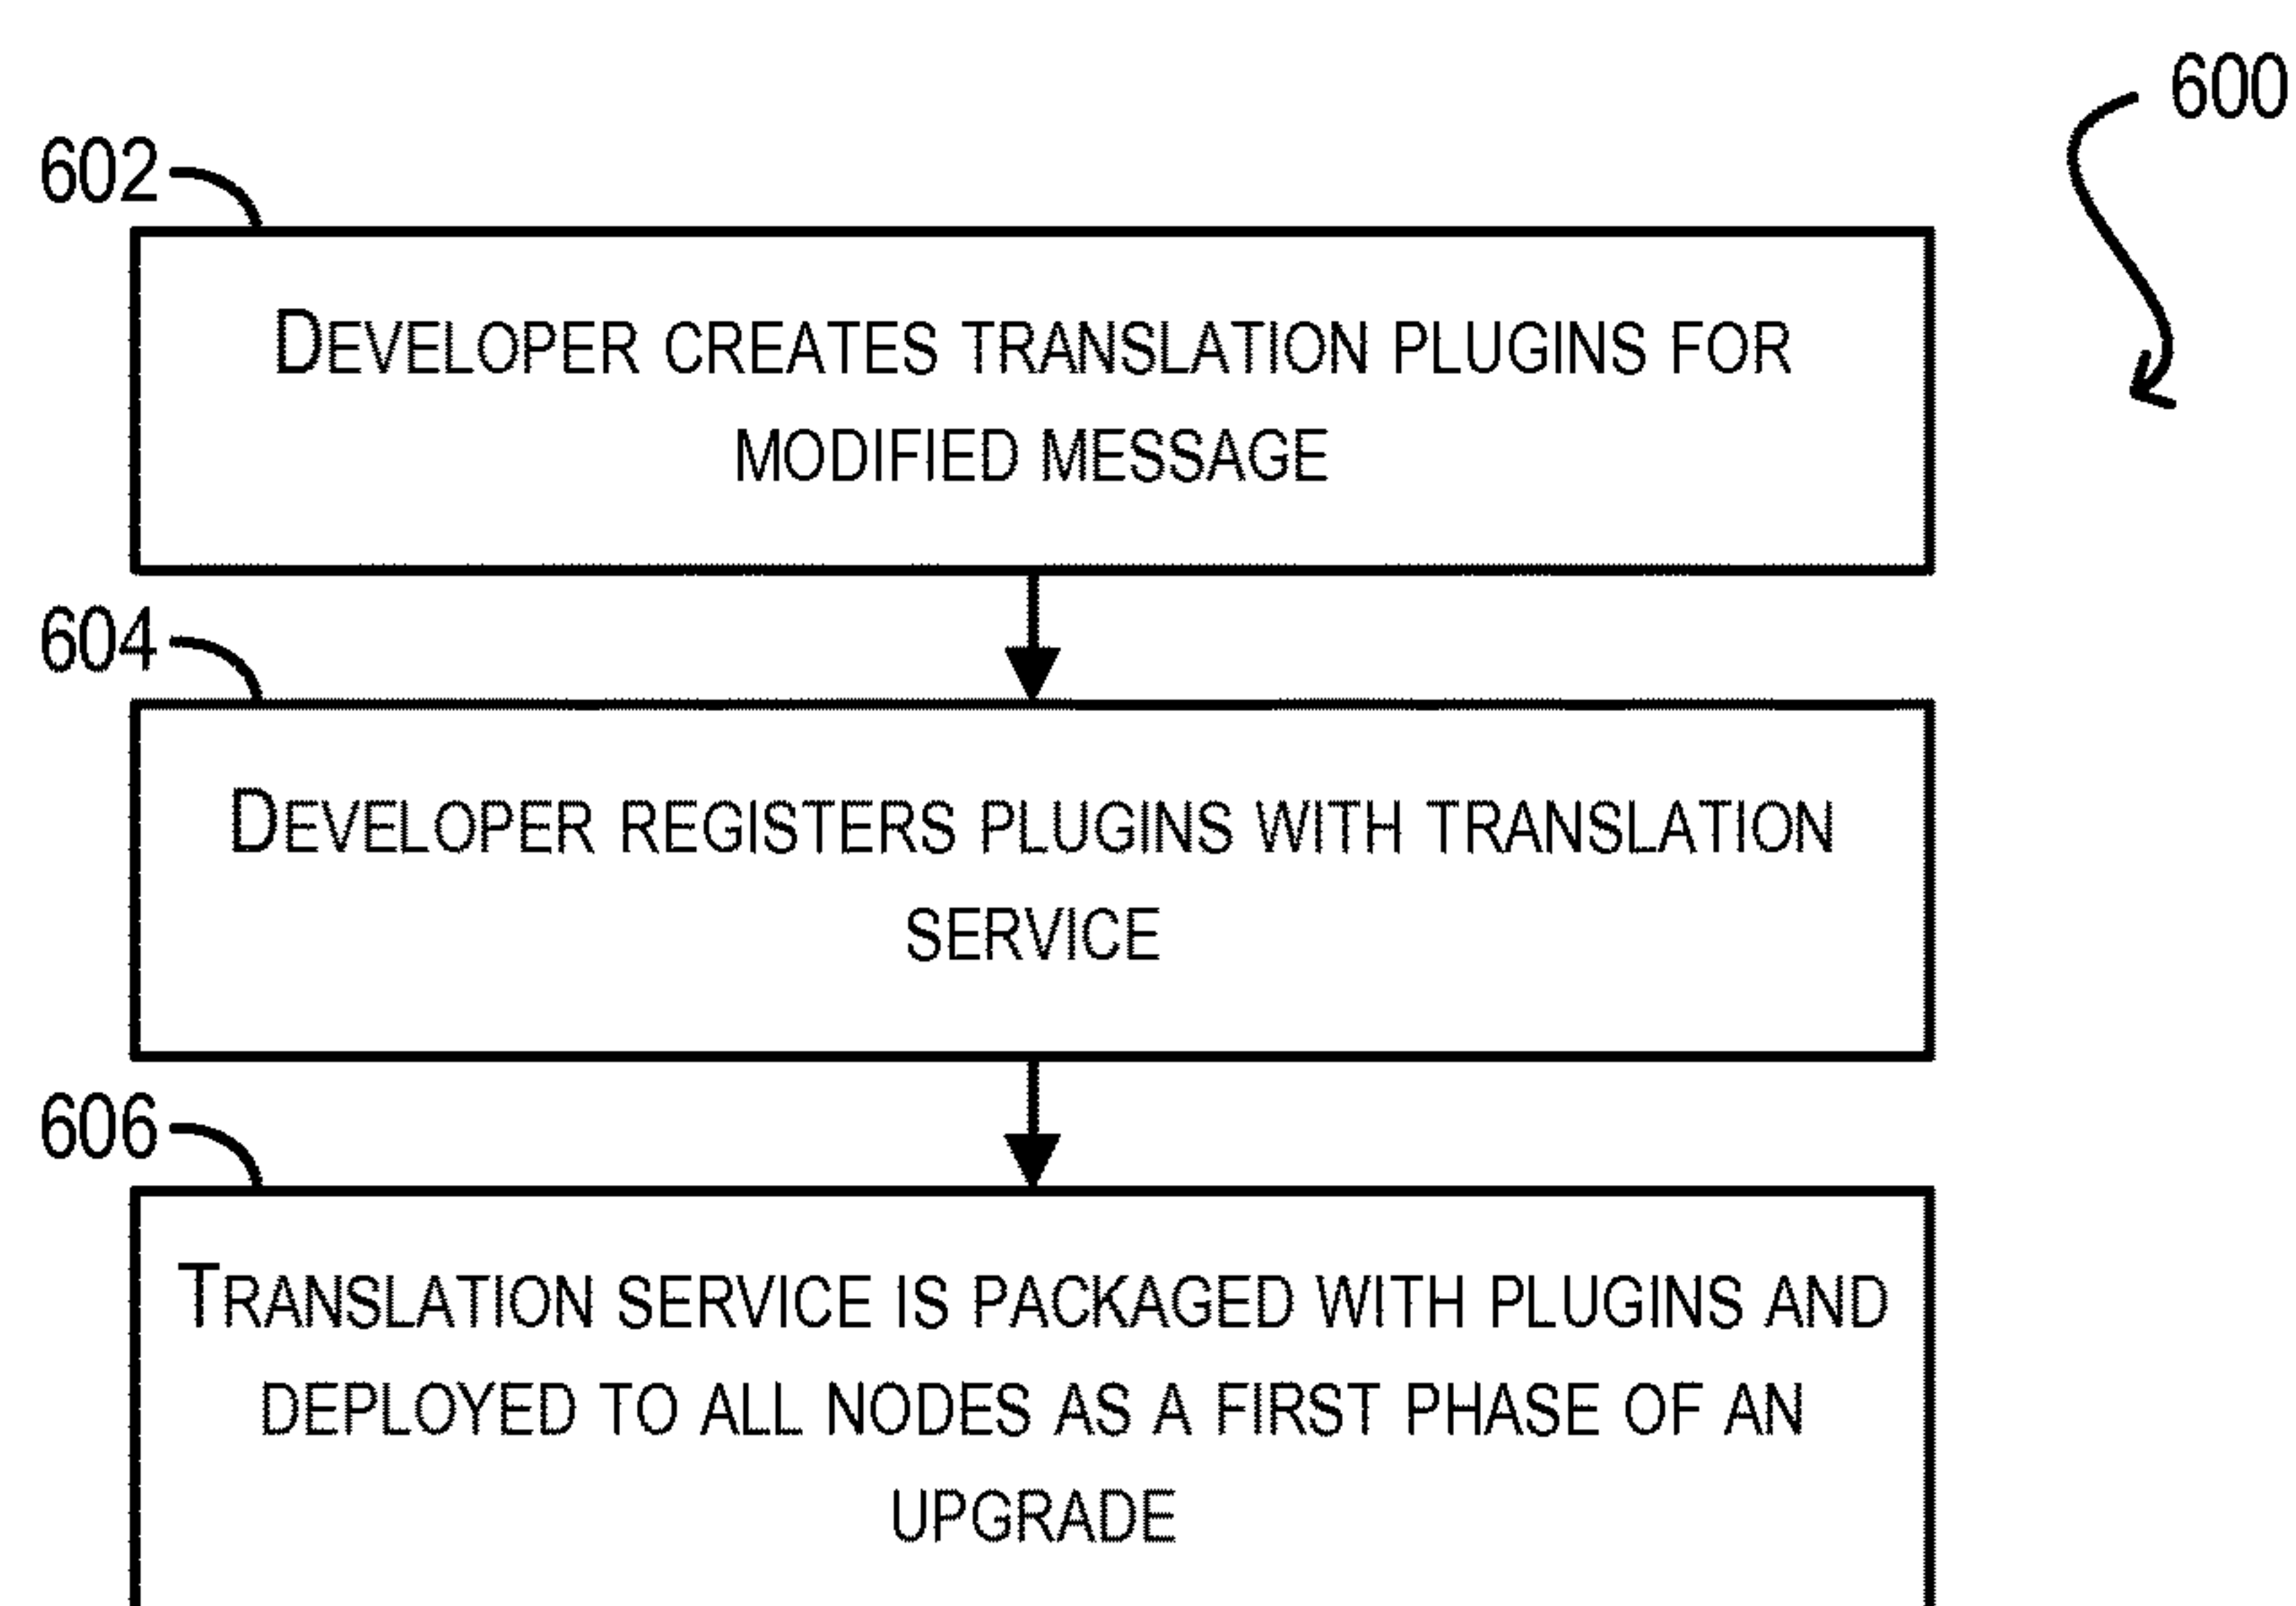 600
602
DEVELOPER CREATES TRANSLATION PLUGINS FOR
MODIFIED MESSAGE
604
DEVELOPER REGISTERS PLUGINS WITH TRANSLATION
SERVICE
606
TRANSLATION SERVICE IS PACKAGED WITH PLUGINS AND
DEPLOYED TO ALL NODES AS A FIRST PHASE OF AN
UPGRADE